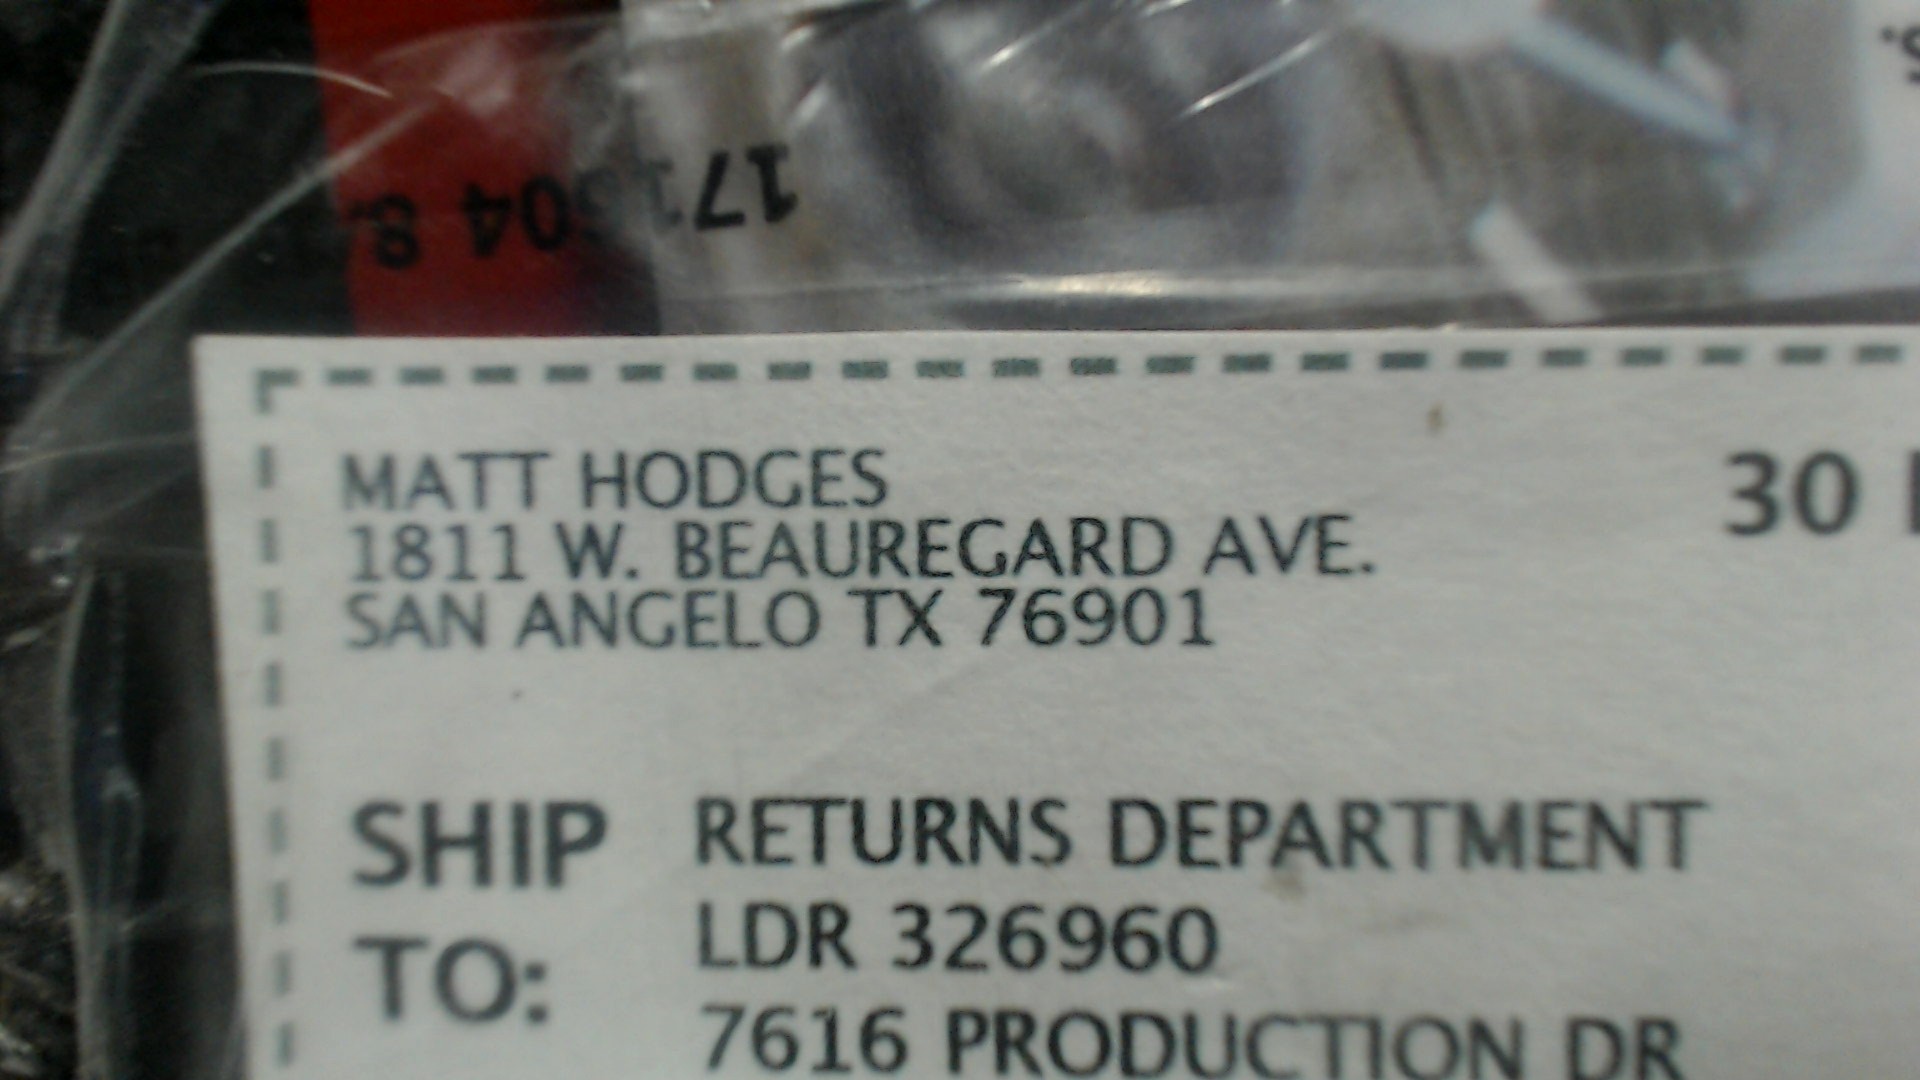 MATT HODGES
1811 W. BEAUREGARD AVE.
SAN ANGELO TX 76901
30
SHIP TO:
RETURNS DEPARTMENT
LDR 326960
7616 PRODUCTION DR